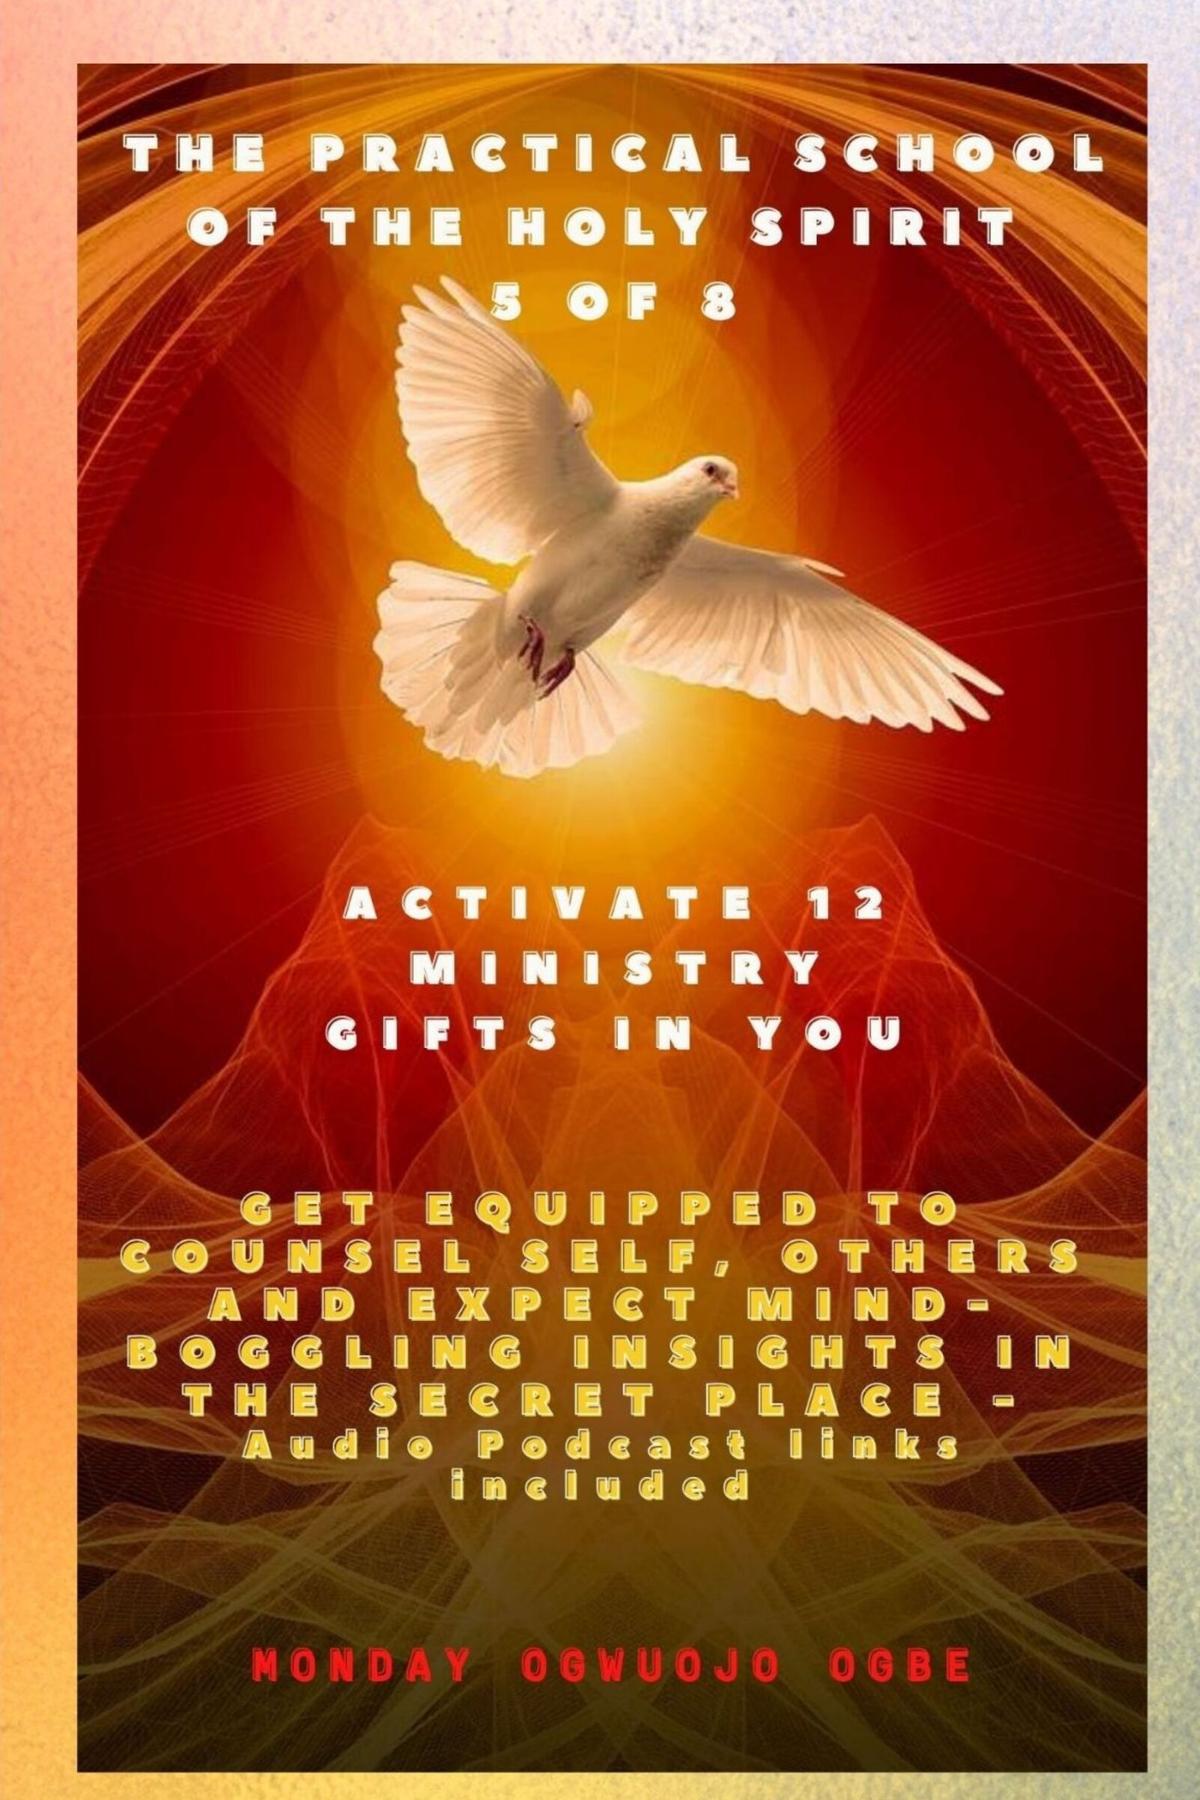 THE PRACTICAL SCHOOL
OF THE HOLY SPIRIT
5 OF 8
ACTIVATE 12
MINISTRY
GIFTS IN YOU
GET EQUIPPED TO
COUNSEL SELF, OTHERS
AND EXPECT MIND-
BOGGLING INSIGHTS IN
THE SECRET PLACE -
Audio Podcast links
included
MONDAY OGWUOJO OGBE